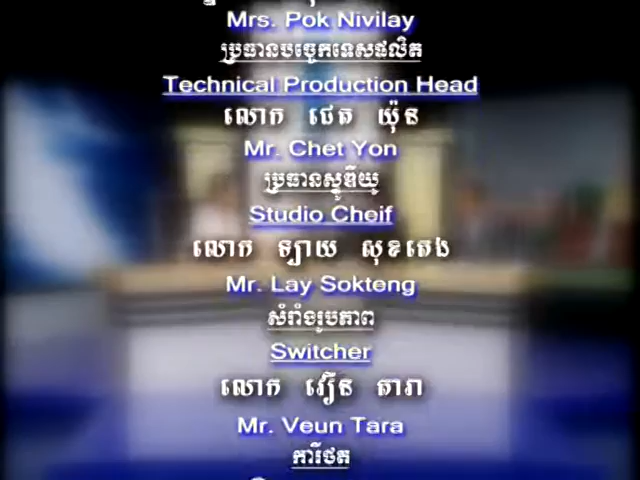 Mrs. Pok Nivilay
ប្រធានបច្ចេកទេសផលិត
Technical Production Head
លោក ជេត យ៉ុន
Mr. Chet Yon
ប្រធានស្ទូឌីយូ
Studio Cheif
លោក ឡាយ សុខតេង
Mr. Lay Sokteng
សំរាំងរូបភាព
Switcher
លោក វឿន តារា
Mr. Veun Tara
ការីថត